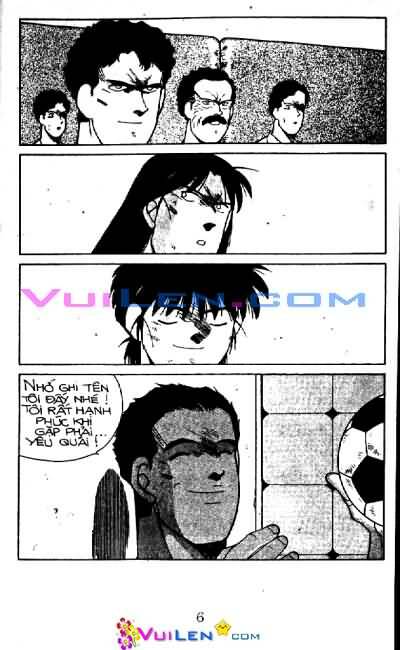 VuiLen.com
Nhớ ghi tên
tôi đấy nhé !
Tôi rất hạnh
phúc khi
gặp phải...
yêu quái !
6
VuiLen.com